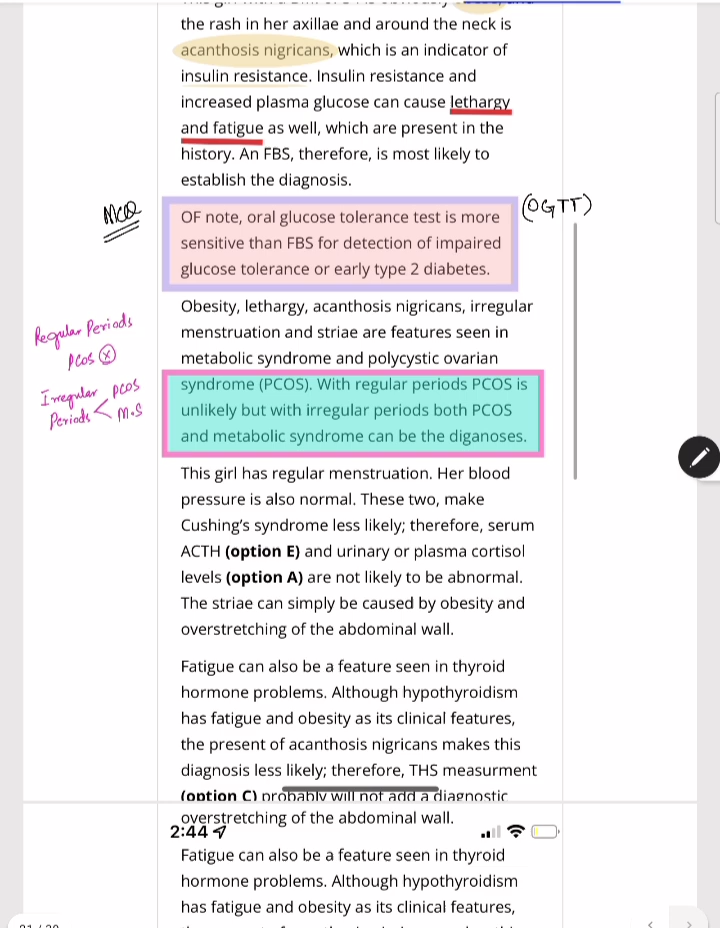 the rash in her axillae and around the neck is
acanthosis nigricans, which is an indicator of
insulin resistance. Insulin resistance and
increased plasma glucose can cause lethargy
and fatigue as well, which are present in the
history. An FBS, therefore, is most likely to
establish the diagnosis.
MCQ
(OGTT)
OF note, oral glucose tolerance test is more
sensitive than FBS for detection of impaired
glucose tolerance or early type 2 diabetes.
Obesity, lethargy, acanthosis nigricans, irregular
menstruation and striae are features seen in
metabolic syndrome and polycystic ovarian
syndrome (PCOS). With regular periods PCOS is
unlikely but with irregular periods both PCOS
and metabolic syndrome can be the diganoses.
Regular Periods
PCOS ⓧ
Irregular PCOS
Periods < M.S
This girl has regular menstruation. Her blood
pressure is also normal. These two, make
Cushing's syndrome less likely; therefore, serum
ACTH (option E) and urinary or plasma cortisol
levels (option A) are not likely to be abnormal.
The striae can simply be caused by obesity and
overstretching of the abdominal wall.
Fatigue can also be a feature seen in thyroid
hormone problems. Although hypothyroidism
has fatigue and obesity as its clinical features,
the present of acanthosis nigricans makes this
diagnosis less likely; therefore, THS measurment
(option C) probably will not add a diagnostic
overstretching of the abdominal wall.
2:44
Fatigue can also be a feature seen in thyroid
hormone problems. Although hypothyroidism
has fatigue and obesity as its clinical features,